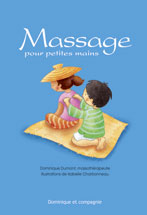 Massage
pour petites mains
Dominique Dumont, massothérapeute
Illustrations de Isabelle Charbonneau
Dominique et compagnie